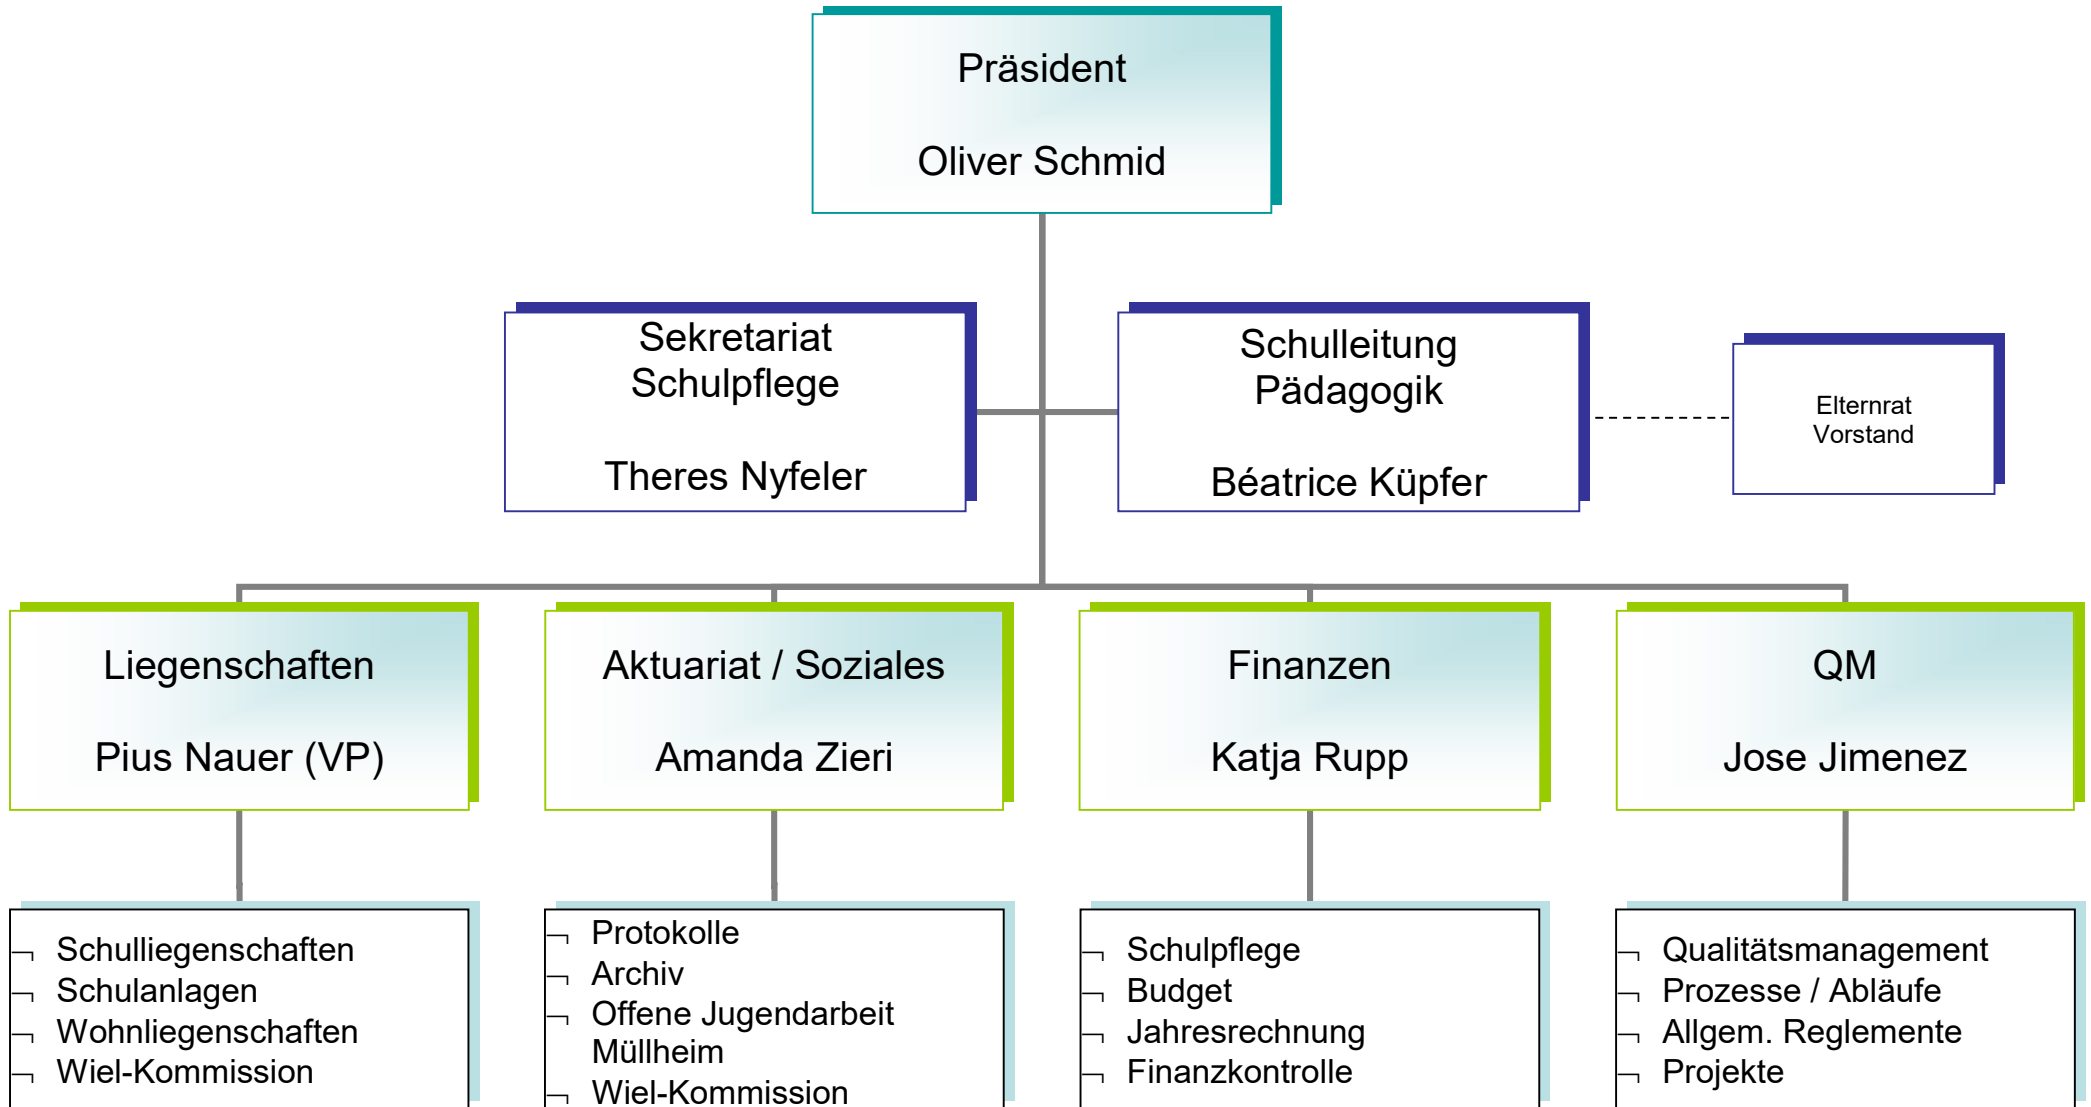 Präsident
Oliver Schmid
Sekretariat
Schulpflege
Theres Nyfeler
Schulleitung
Pädagogik
Béatrice Küpfer
Elternrat
Vorstand
Liegenschaften
Pius Nauer (VP)
Aktuariat / Soziales
Amanda Zieri
Finanzen
Katja Rupp
QM
Jose Jimenez
¬ Schulliegenschaften
¬ Schulanlagen
¬ Wohnliegenschaften
¬ Wiel-Kommission
¬ Protokolle
¬ Archiv
¬ Offene Jugendarbeit
Müllheim
¬ Wiel-Kommission
¬ Schulpflege
¬ Budget
¬ Jahresrechnung
¬ Finanzkontrolle
¬ Qualitätsmanagement
¬ Prozesse / Abläufe
¬ Allgem. Reglemente
¬ Projekte